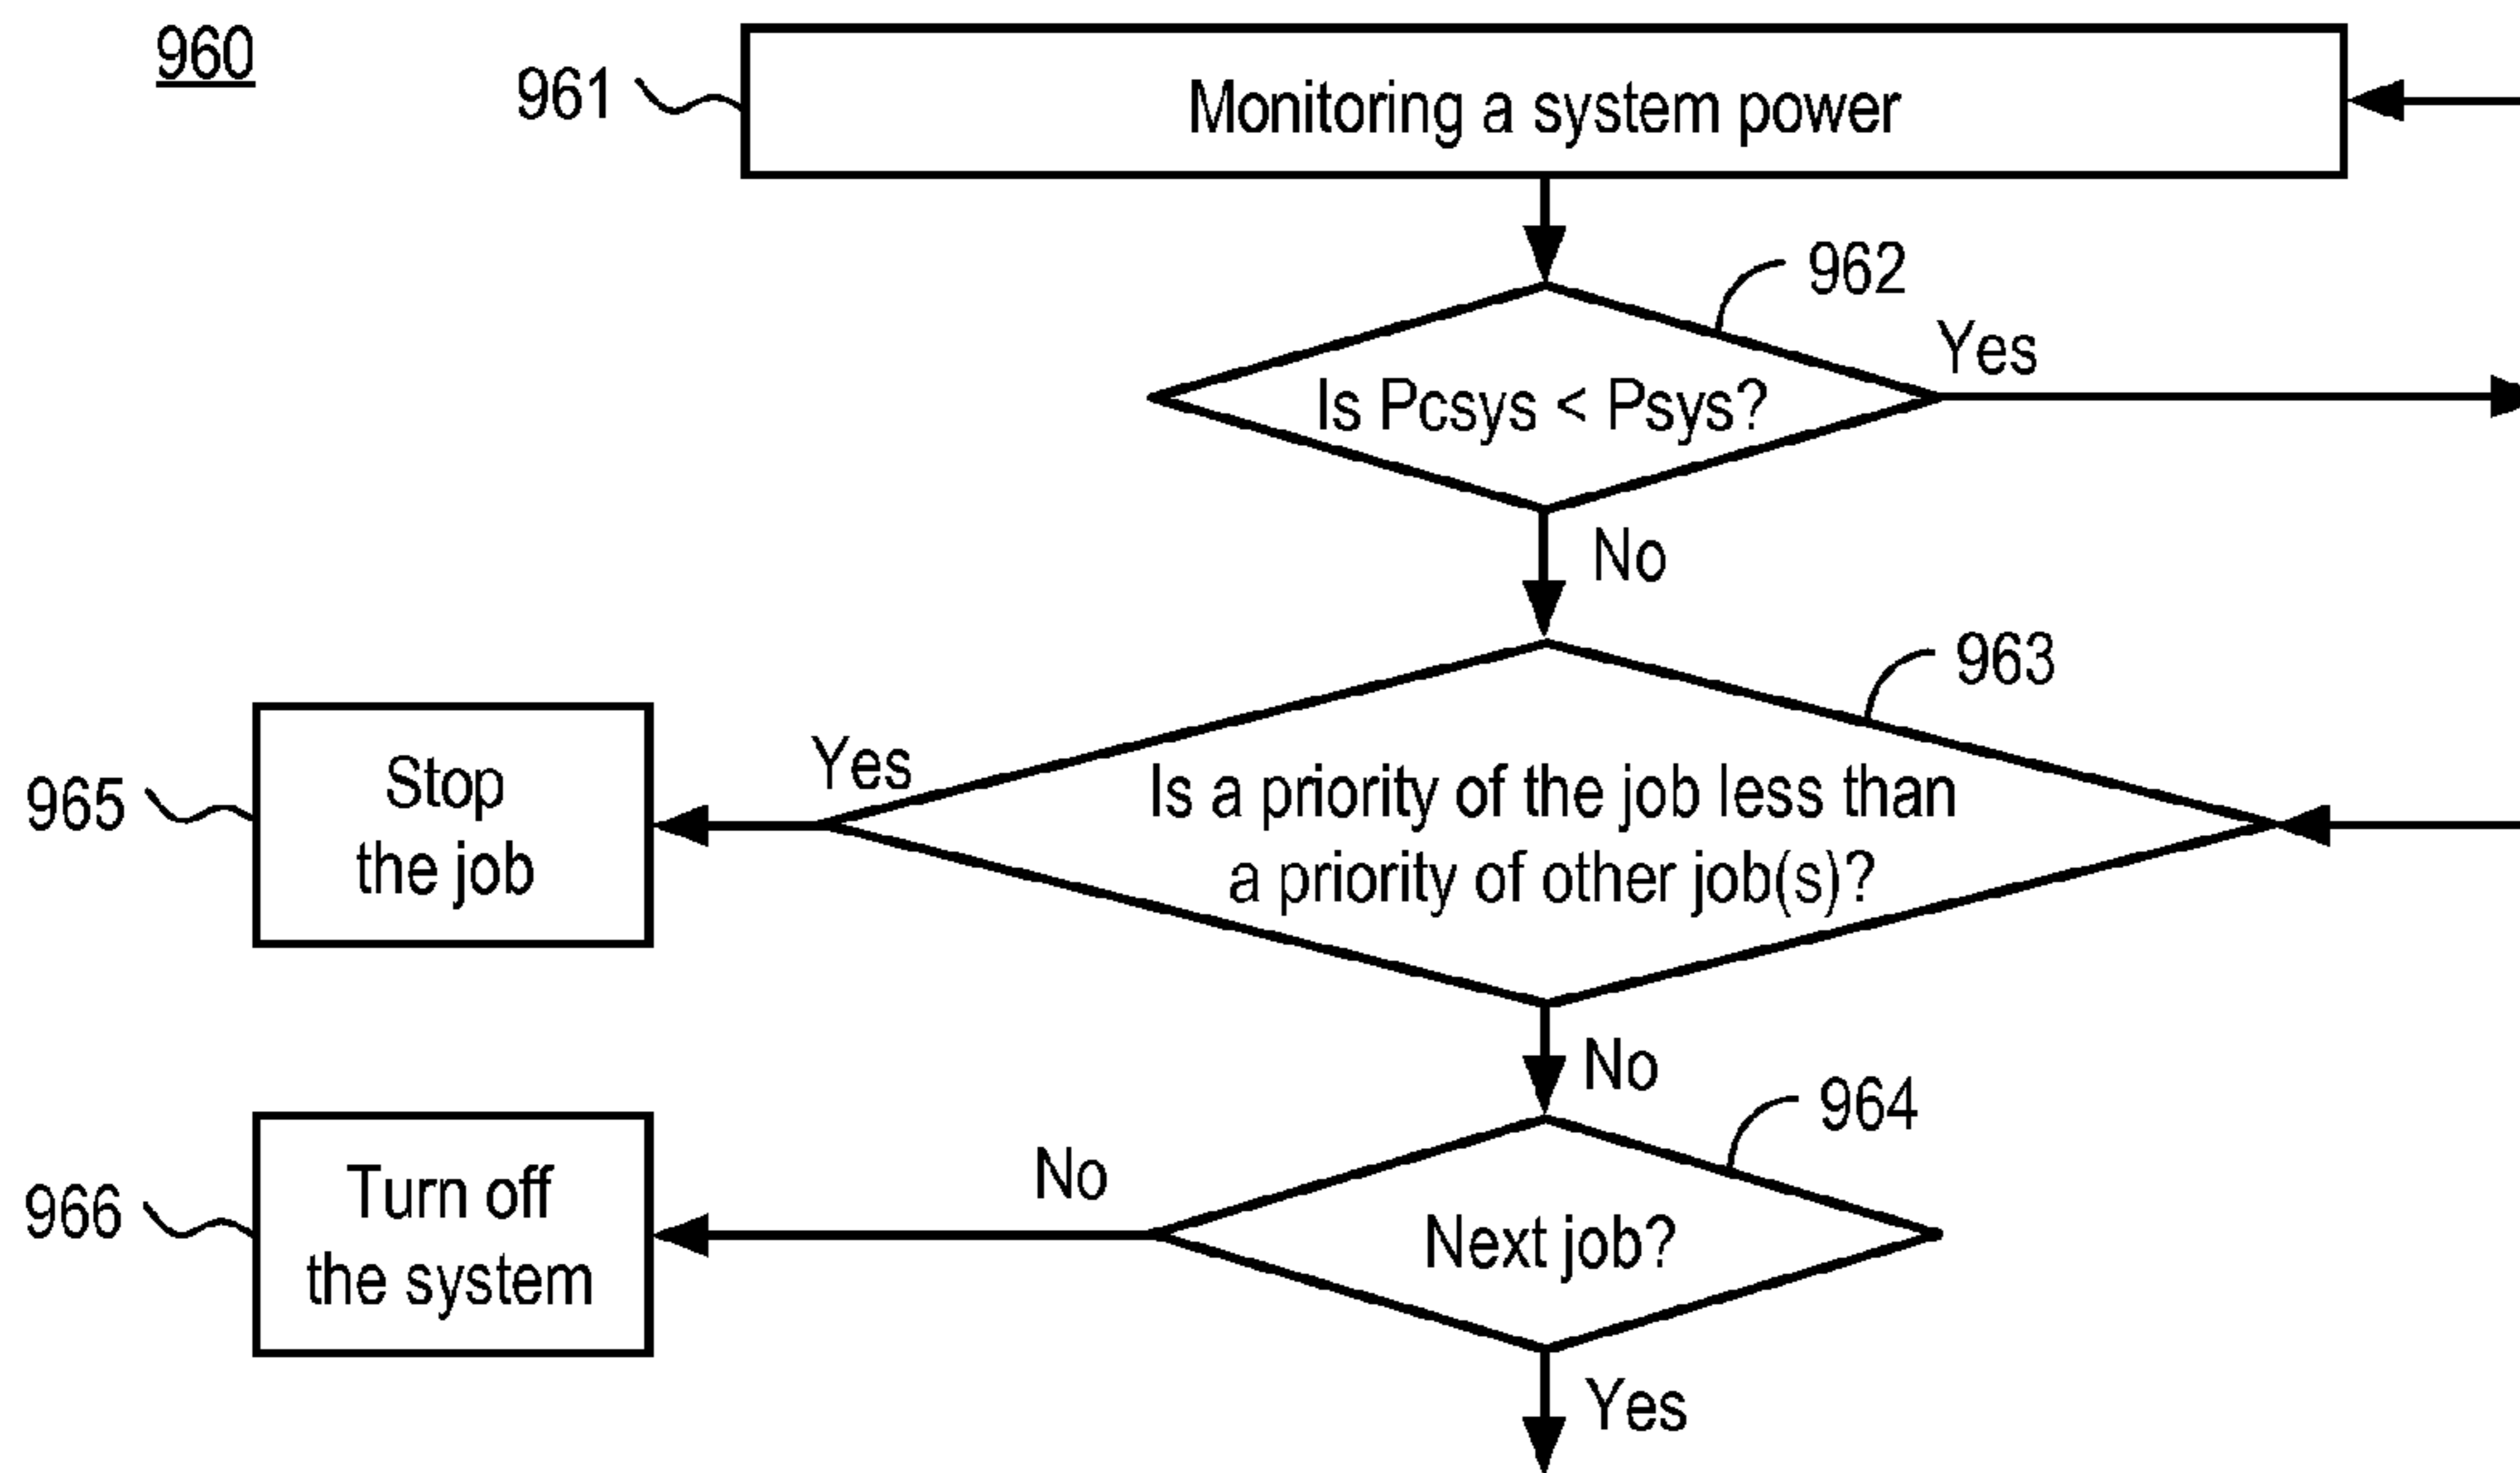 960
961
Monitoring a system power
962
Yes
Is Pcsys < Psys?
No
963
Yes
965
Stop
the job
Is a priority of the job less than
a priority of other job(s)?
No
964
No
966
Turn off
the system
Next job?
Yes